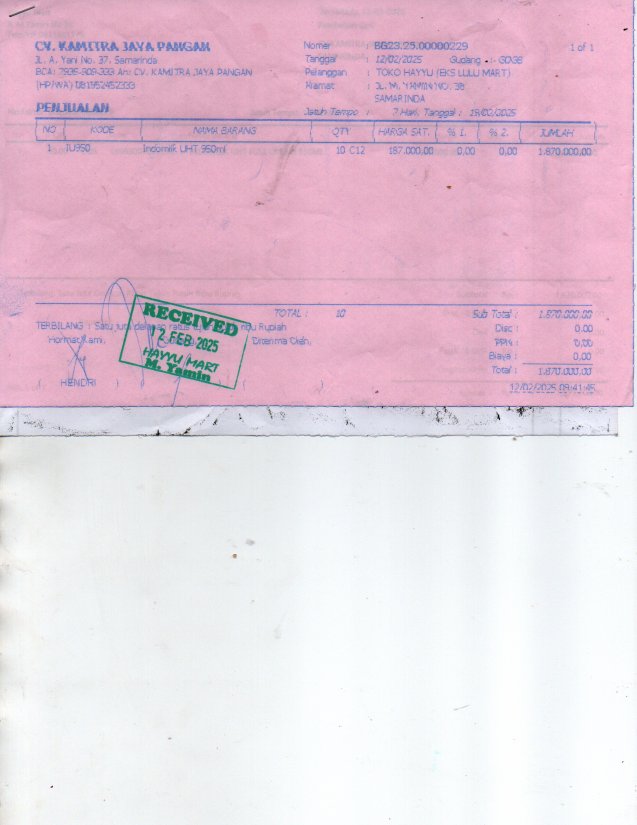 CV. KAMITRA JAYA PANGAN
JL. A. Yani No. 37, Samarinda
BCA: 7905-909-333 An: CV. KAMITRA JAYA PANGAN
(HP/WA) 081952452333
PENJUALAN
Nomer : BG23.25.00000229
1 of 1
Tanggal : 12/02/2025 Gudang : GD3B
Pelanggan : TOKO HAYYU (EKS LULU MART)
Alamat : JL. M. YAMIN NO. 38
SAMARINDA
Jatuh Tempo : 7 Hari, Tanggal : 19/02/2025
NO KODE NAMA BARANG QTY HARGA SAT. % 1. % 2. JUMLAH
1 IU950 Indomilk UHT 950ml 10 C12 187.000,00 0,00 0,00 1.870.000,00
TOTAL : 10
Sub Total : 1.870.000,00
TERBILANG : Satu juta delapan ratus ribu Rupiah
Disc : 0,00
Hormat Kami,
Diterima Oleh,
PPN : 0,00
Biaya : 0,00
Total : 1.870.000,00
( HENDRI ) ( ) ( )
12/02/2025 09:41:45
RECEIVED
12 FEB 2025
HAYYU MART
M. Yamin